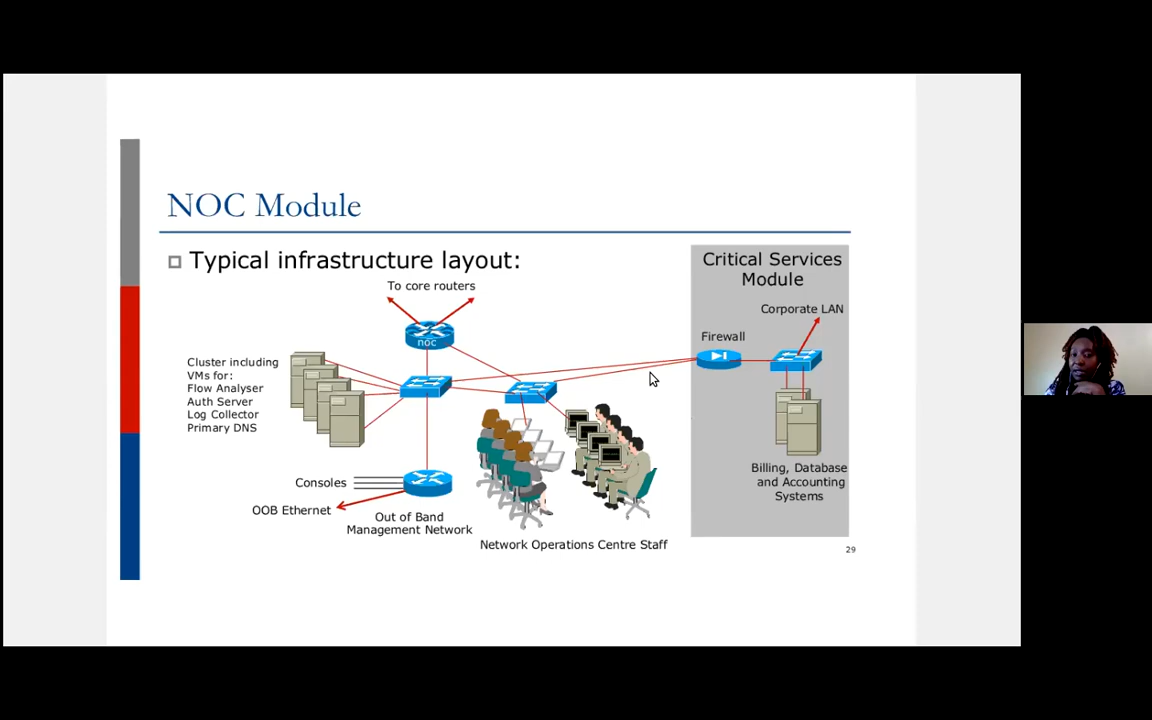 NOC Module
Typical infrastructure layout:
To core routers
noc
Cluster including
VMs for:
Flow Analyser
Auth Server
Log Collector
Primary DNS
Consoles
OOB Ethernet
Out of Band
Management Network
Network Operations Centre Staff
Critical Services
Module
Corporate LAN
Firewall
Billing, Database
and Accounting
Systems
29